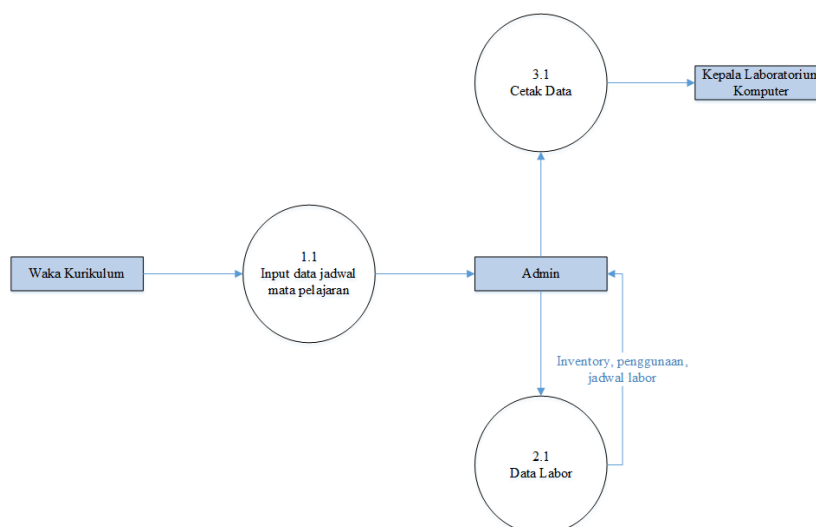 3.1
Cetak Data
Kepala Laboratorium
Komputer
1.1
Input data jadwal
mata pelajaran
Waka Kurikulum
Admin
Inventory, penggunaan,
jadwal labor
2.1
Data Labor